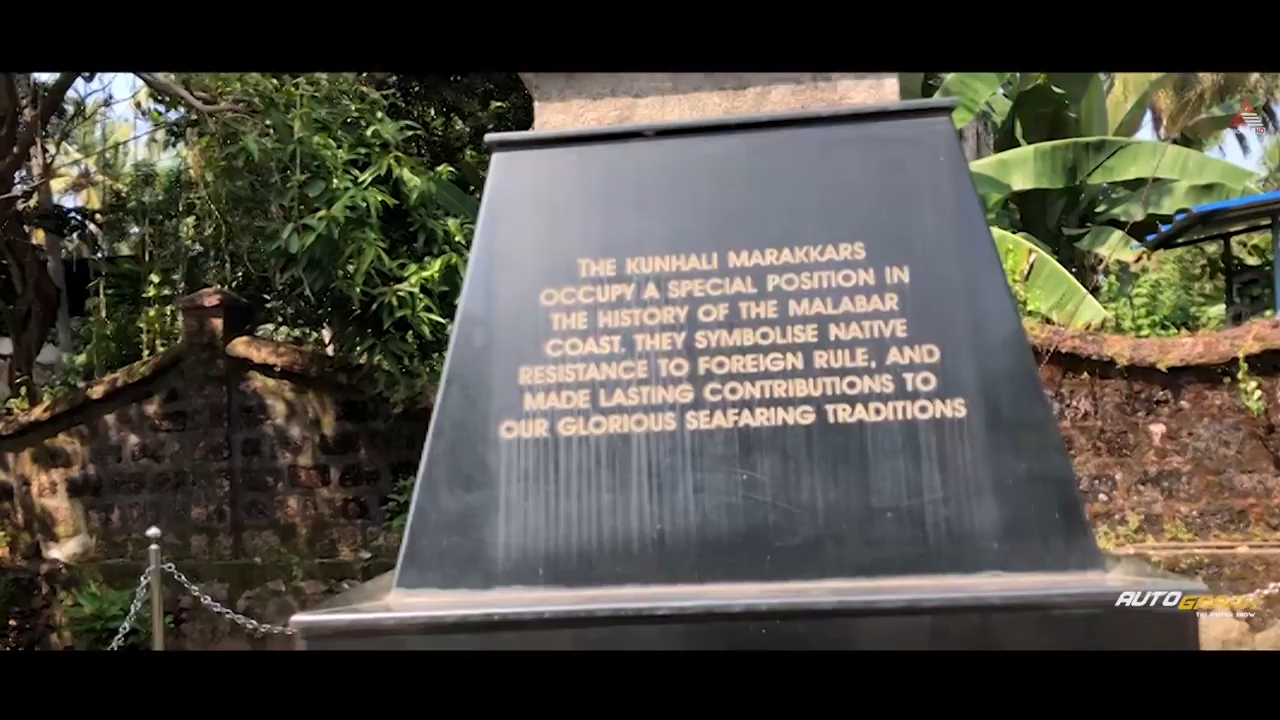 THE KUNHALI MARAKKARS
OCCUPY A SPECIAL POSITION IN
THE HISTORY OF THE MALABAR
COAST. THEY SYMBOLISE NATIVE
RESISTANCE TO FOREIGN RULE, AND
MADE LASTING CONTRIBUTIONS TO
OUR GLORIOUS SEAFARING TRADITIONS
AUTO